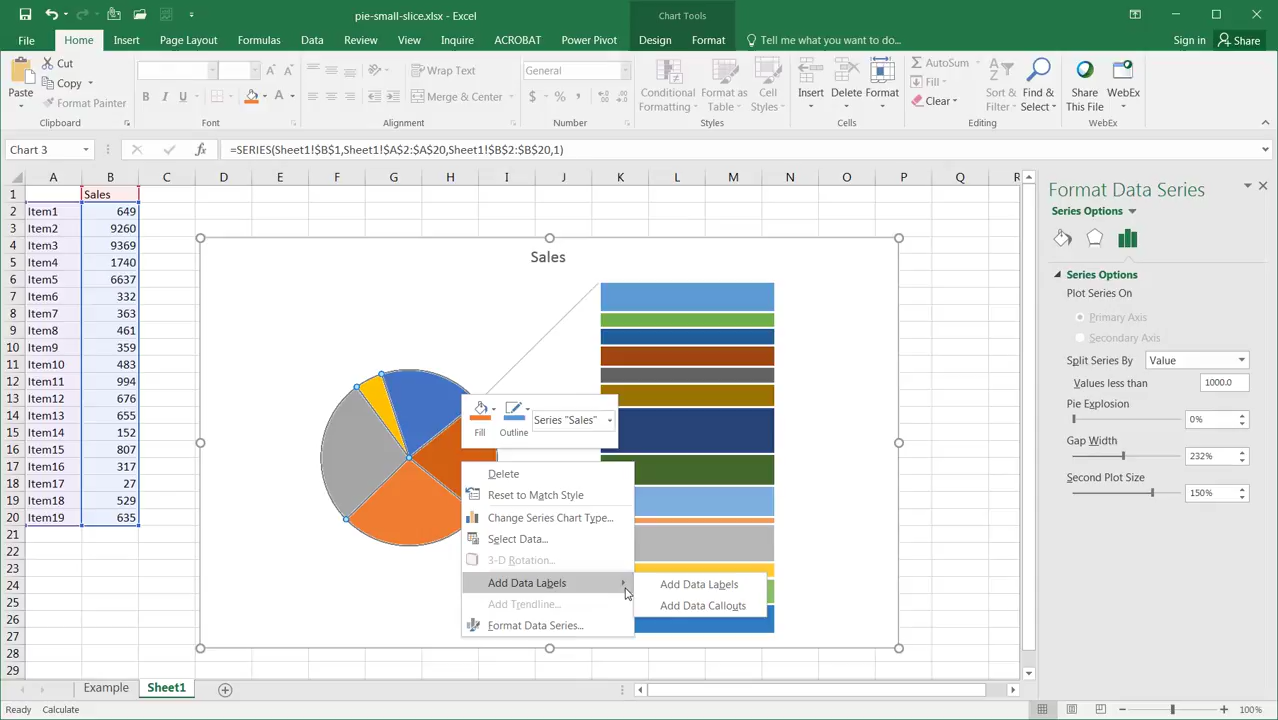 pie-small-slice.xlsx - Excel
Chart Tools
File Home Insert Page Layout Formulas Data Review View Inquire ACROBAT Power Pivot Design Format Tell me what you want to do... Sign in Share
Paste
Cut
Copy
Format Painter
B I U
A A
A
Wrap Text
Merge & Center
General
$ % ,
Conditional Formatting
Format as Table
Cell Styles
Insert
Delete
Format
AutoSum
Fill
Clear
Sort & Filter
Find & Select
Share This File
WebEx
Clipboard Font Alignment Number Styles Cells Editing WebEx
Chart 3 fx =SERIES(Sheet1!$B$1,Sheet1!$A$2:$A$20,Sheet1!$B$2:$B$20,1)
A B C D E F G H I J K L M N O P Q R
1 Sales
2 Item1 649
3 Item2 9260
4 Item3 9369
5 Item4 1740
6 Item5 6637
7 Item6 332
8 Item7 363
9 Item8 461
10 Item9 359
11 Item10 483
12 Item11 994
13 Item12 676
14 Item13 655
15 Item14 152
16 Item15 807
17 Item16 317
18 Item17 27
19 Item18 529
20 Item19 635
21
22
23
24
25
26
27
28
29
Sales
Series "Sales"
Fill Outline
Delete
Reset to Match Style
Change Series Chart Type...
Select Data...
3-D Rotation...
Add Data Labels
Add Trendline...
Format Data Series...
Add Data Labels
Add Data Callouts
Format Data Series
Series Options
Series Options
Plot Series On
Primary Axis
Secondary Axis
Split Series By Value
Values less than 1000.0
Pie Explosion
0%
Gap Width
232%
Second Plot Size
150%
Example Sheet1
Ready Calculate 100%